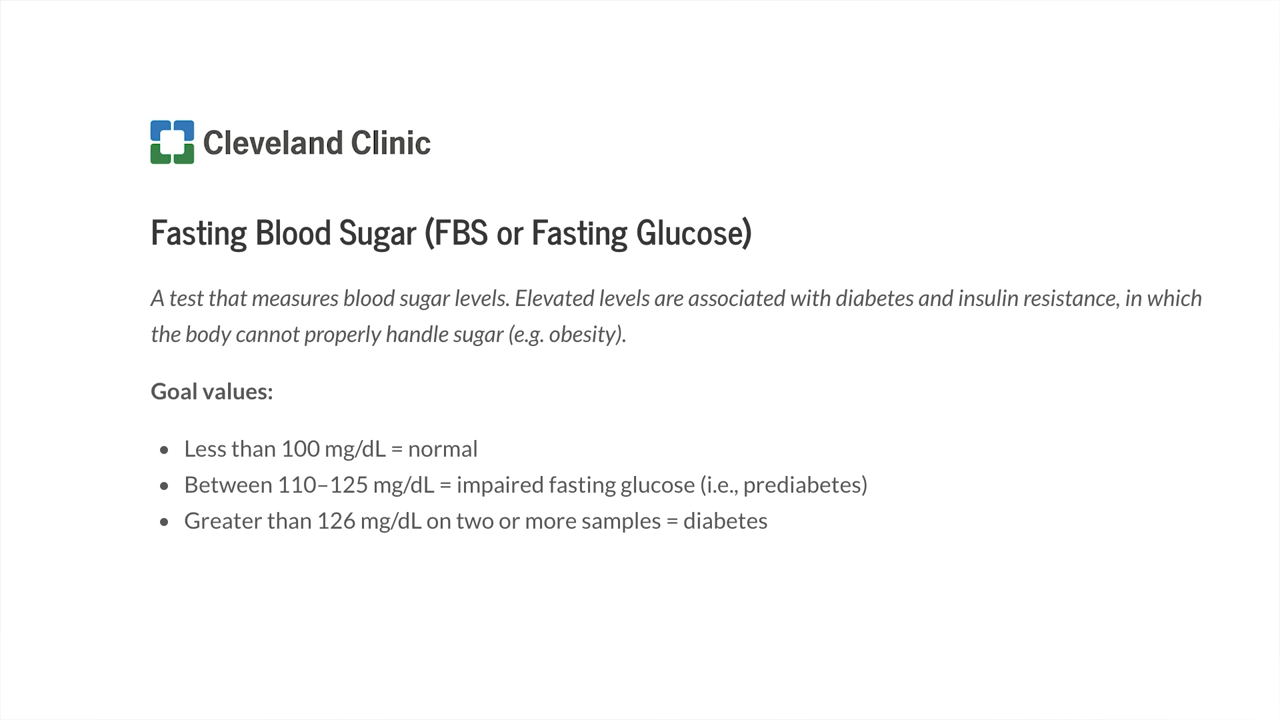 Cleveland Clinic
Fasting Blood Sugar (FBS or Fasting Glucose)
A test that measures blood sugar levels. Elevated levels are associated with diabetes and insulin resistance, in which
the body cannot properly handle sugar (e.g. obesity).
Goal values:
• Less than 100 mg/dL = normal
• Between 110–125 mg/dL = impaired fasting glucose (i.e., prediabetes)
• Greater than 126 mg/dL on two or more samples = diabetes